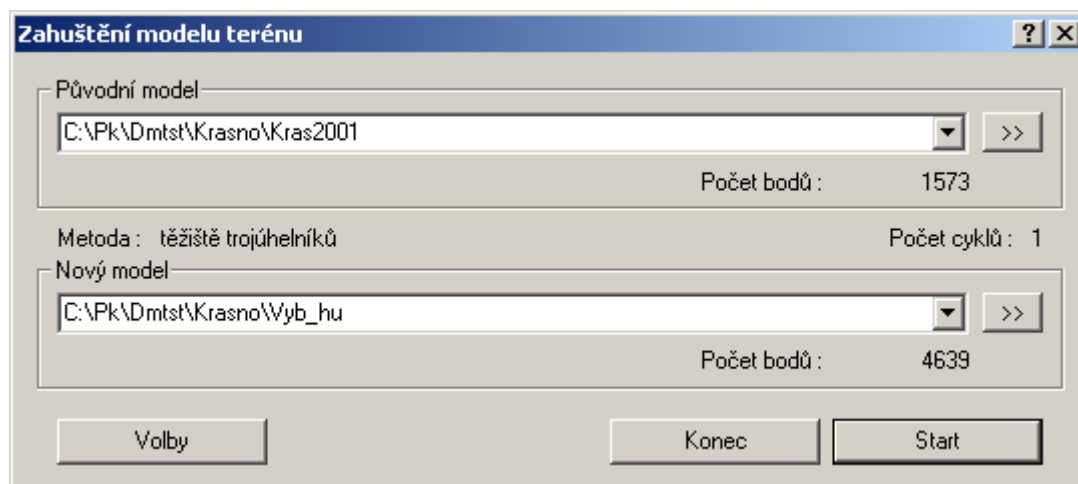 Zahuštění modelu terénu
Původní model
C:\Pk\Dmtst\Krasno\Kras2001 >>
Počet bodů : 1573
Metoda : těžiště trojúhelníků Počet cyklů : 1
Nový model
C:\Pk\Dmtst\Krasno\Vyb_hu >>
Počet bodů : 4639
Volby Konec Start